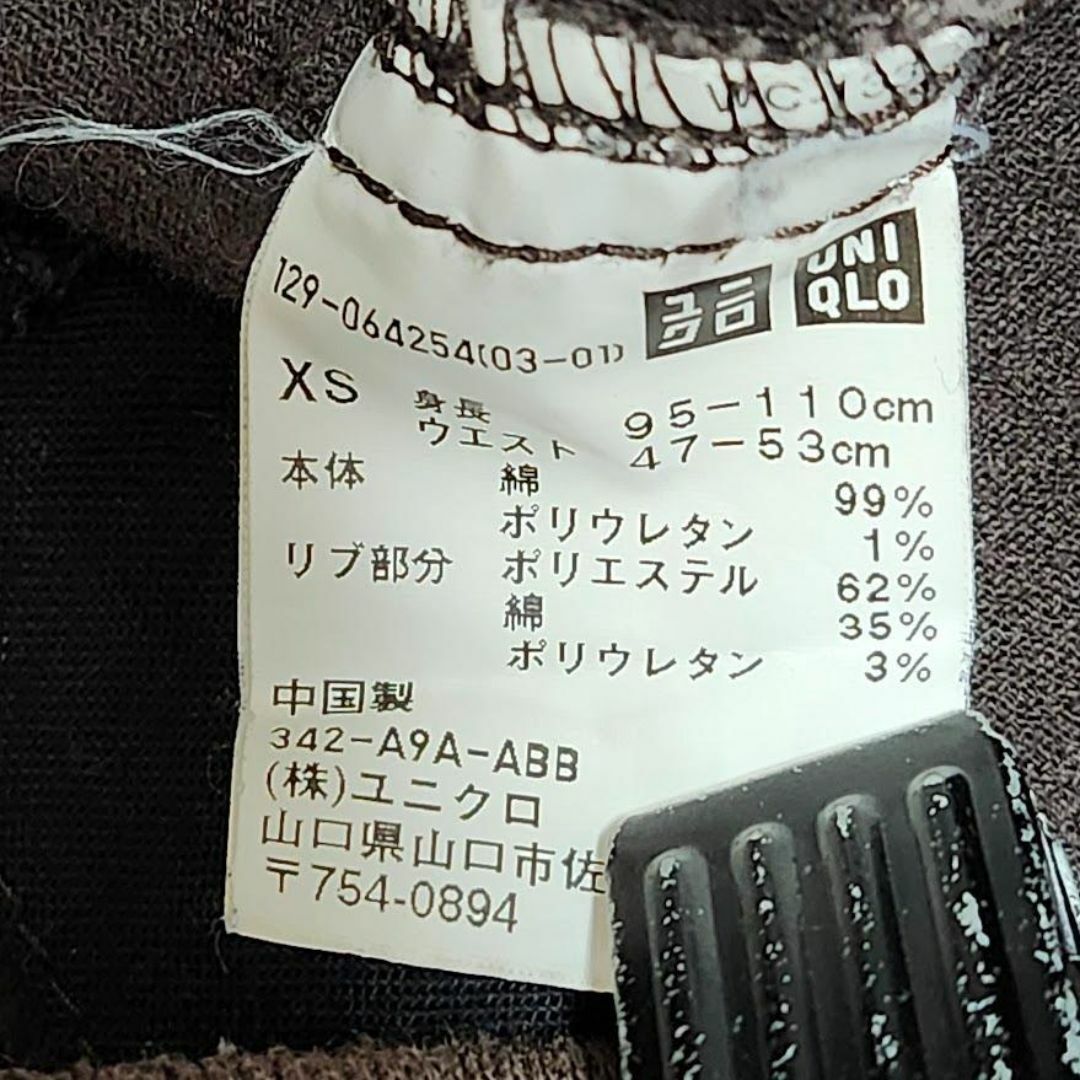 ユニクロ UNI QLO
129-064254(03-01)
XS 身長 95-110cm
ウエスト 47-53cm
本体 綿 99%
ポリウレタン 1%
リブ部分 ポリエステル 62%
綿 35%
ポリウレタン 3%
中国製
342-A9A-ABB
(株)ユニクロ
山口県山口市佐
〒754-0894